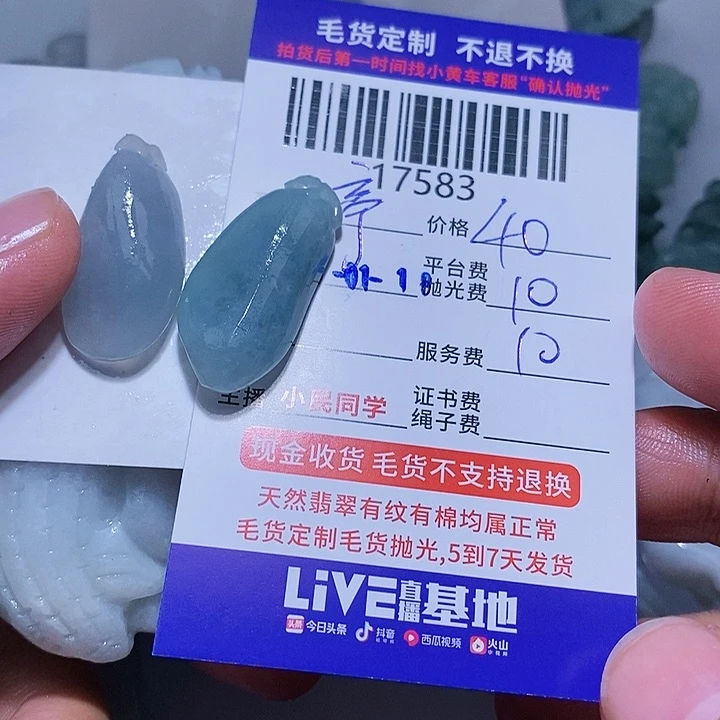 毛货定制 不退不换
拍货后第一时间找小黄车客服“确认抛光”
17583
价格 40
平台费
抛光费 10
-01-18
服务费 10
主播 小民同学
证书费
绳子费
现金收货 毛货不支持退换
天然翡翠有纹有棉均属正常
毛货定制毛货抛光,5到7天发货
LiVE直播基地
头条 今日头条 抖音 西瓜视频 火山